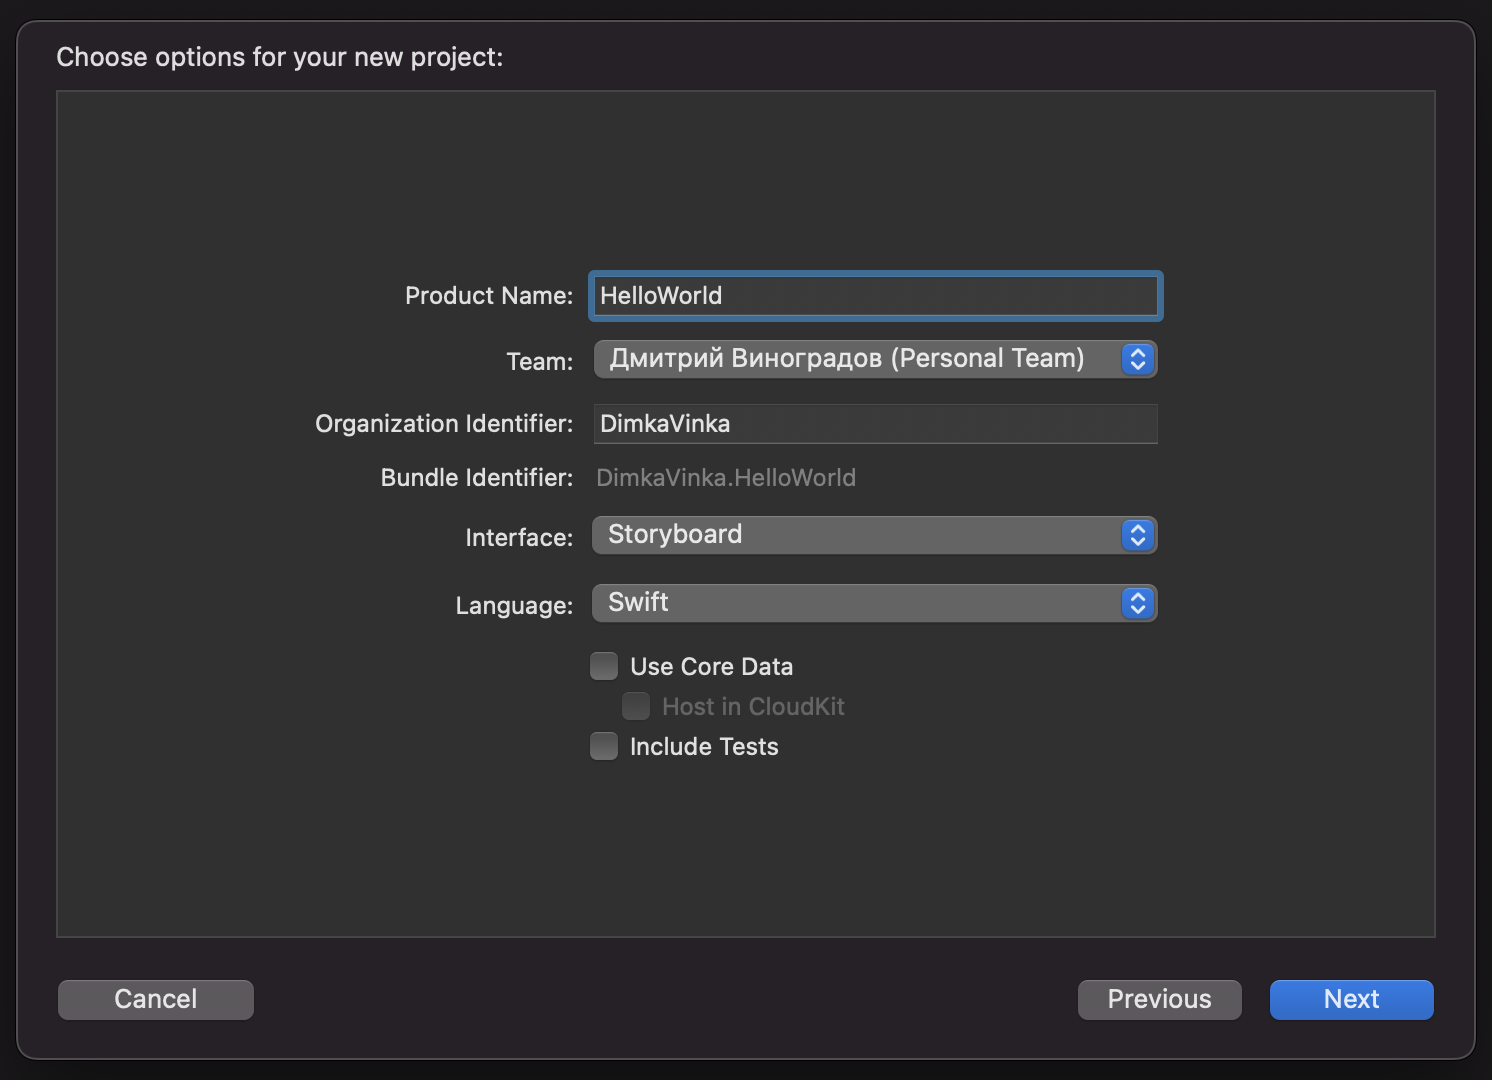 Choose options for your new project:
Product Name: HelloWorld
Team: Дмитрий Виноградов (Personal Team)
Organization Identifier: DimkaVinka
Bundle Identifier: DimkaVinka.HelloWorld
Interface: Storyboard
Language: Swift
Use Core Data
Host in CloudKit
Include Tests
Cancel Previous Next